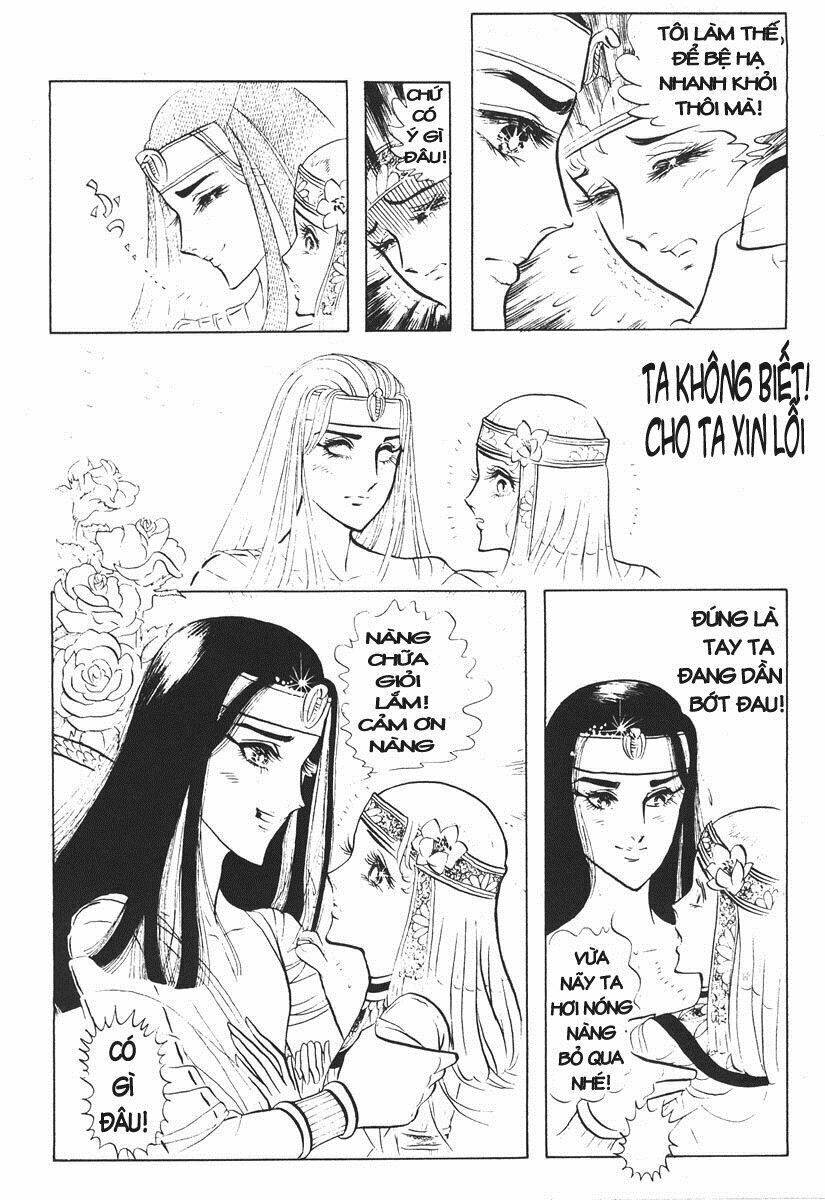 TÔI LÀM THẾ,
ĐỂ BỆ HẠ
NHANH KHỎI
THÔI MÀ!
CHỨ
CÓ
Ý GÌ
ĐÂU!
TA KHÔNG BIẾT!
CHO TA XIN LỖI
ĐÚNG LÀ
TAY TA
ĐANG DẦN
BỚT ĐAU!
VỪA
NÃY TA
HƠI NÓNG
NÀNG
BỎ QUA
NHÉ!
NÀNG
CHỮA
GIỎI
LẮM!
CẢM ƠN
NÀNG
CÓ
GÌ
ĐÂU!